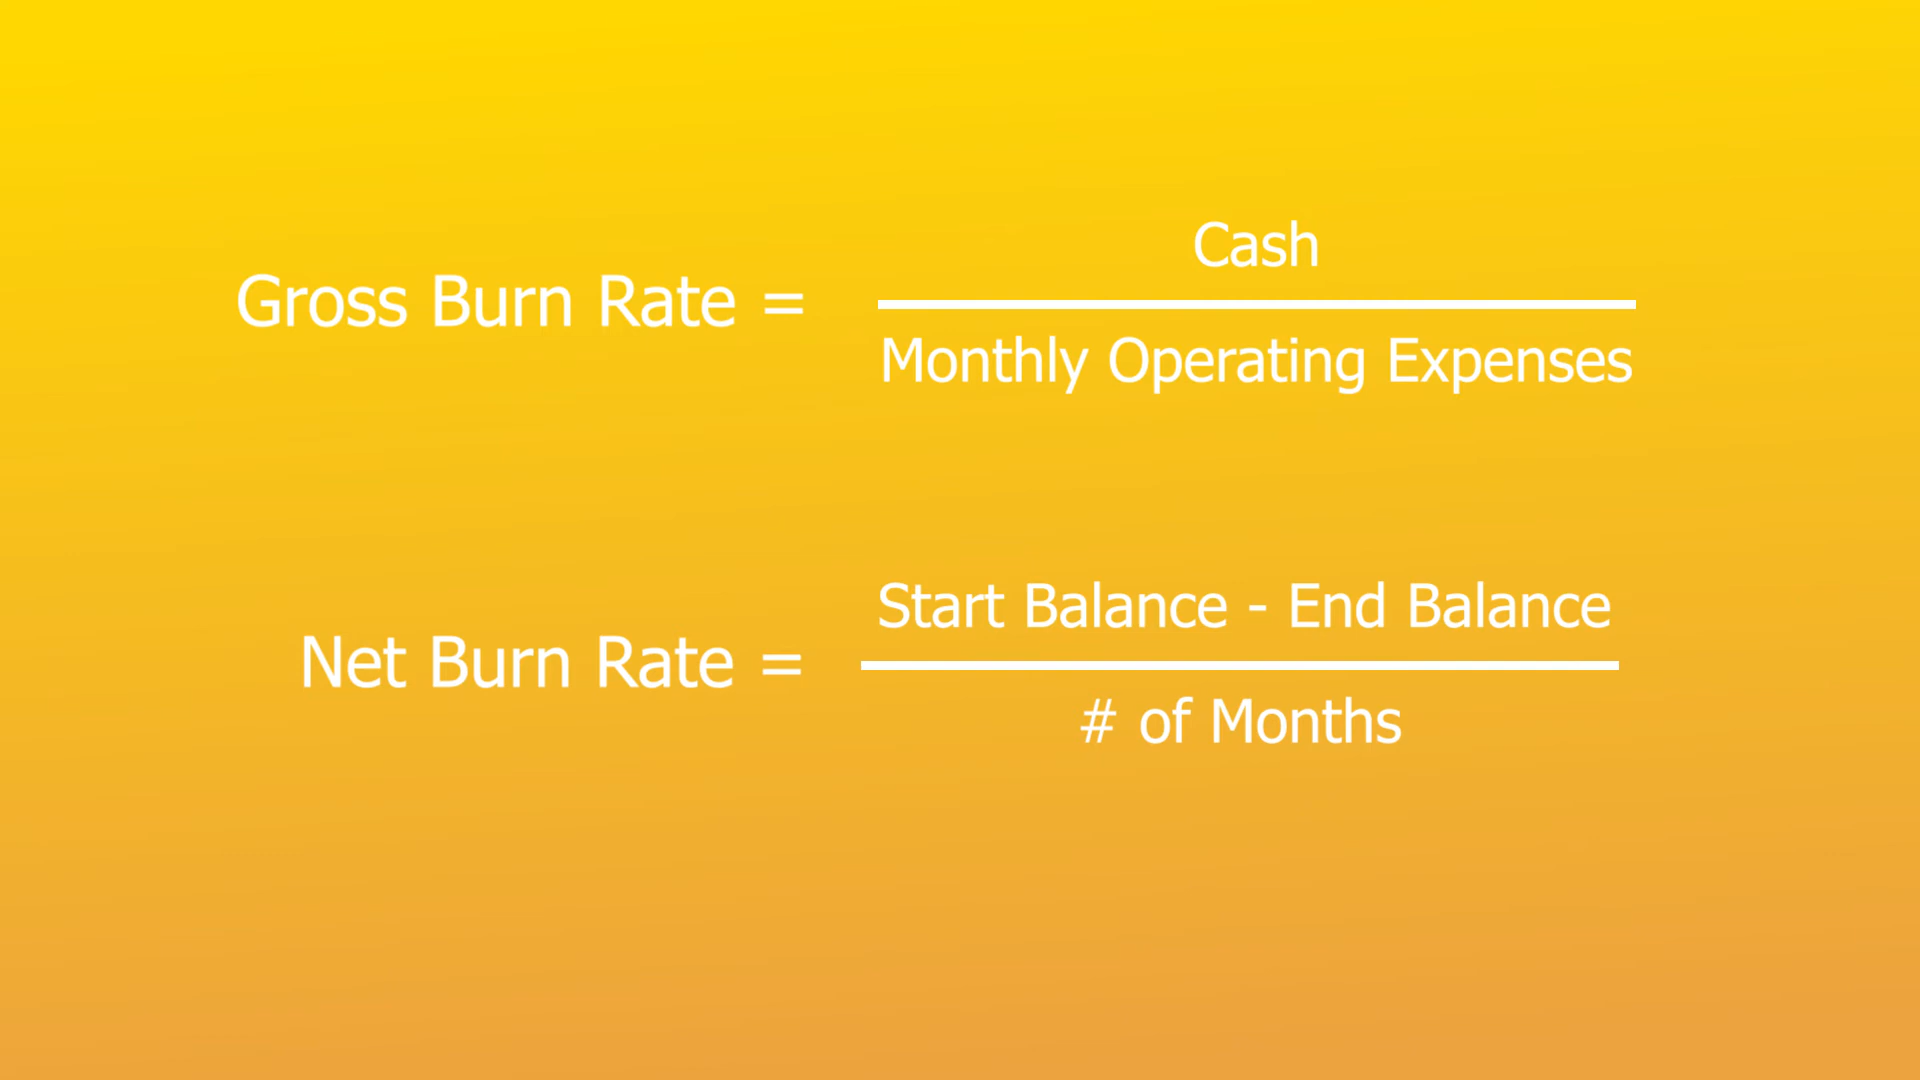 Cash
Gross Burn Rate =
Monthly Operating Expenses
Start Balance - End Balance
Net Burn Rate =
# of Months